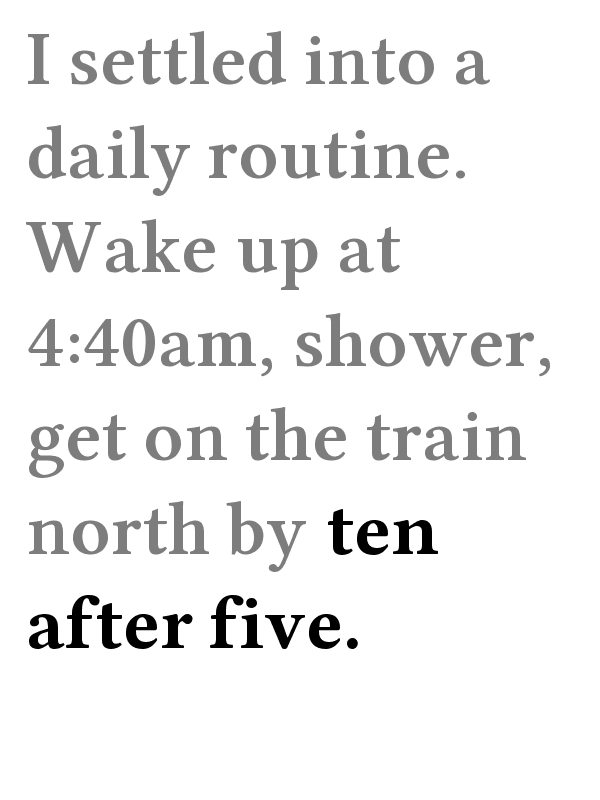 I settled into a
daily routine.
Wake up at
4:40am, shower,
get on the train
north by ten
after five.